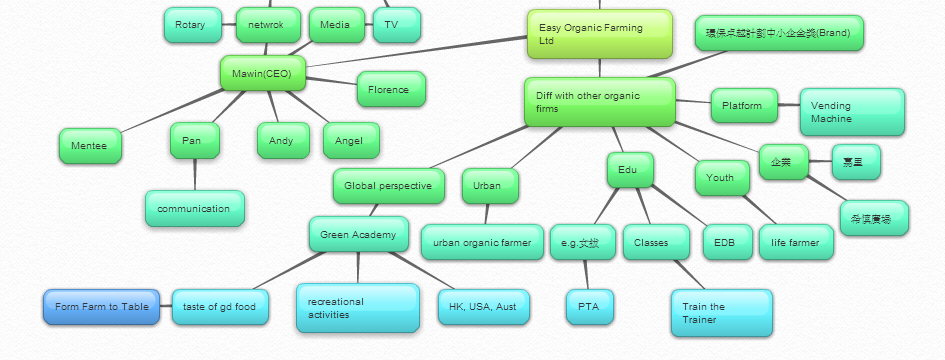 Rotary
netwrok
Media
TV
Easy Organic Farming
Ltd
環保卓越計劃中小企金獎(Brand)
Mawin(CEO)
Florence
Diff with other organic
firms
Platform
Vending
Machine
Mentee
Pan
Andy
Angel
企業
嘉里
Global perspective
Urban
Edu
Youth
communication
希慎廣場
Green Academy
urban organic farmer
e.g.文拔
Classes
EDB
life farmer
Form Farm to Table
taste of gd food
recreational
activities
HK, USA, Aust
PTA
Train the
Trainer